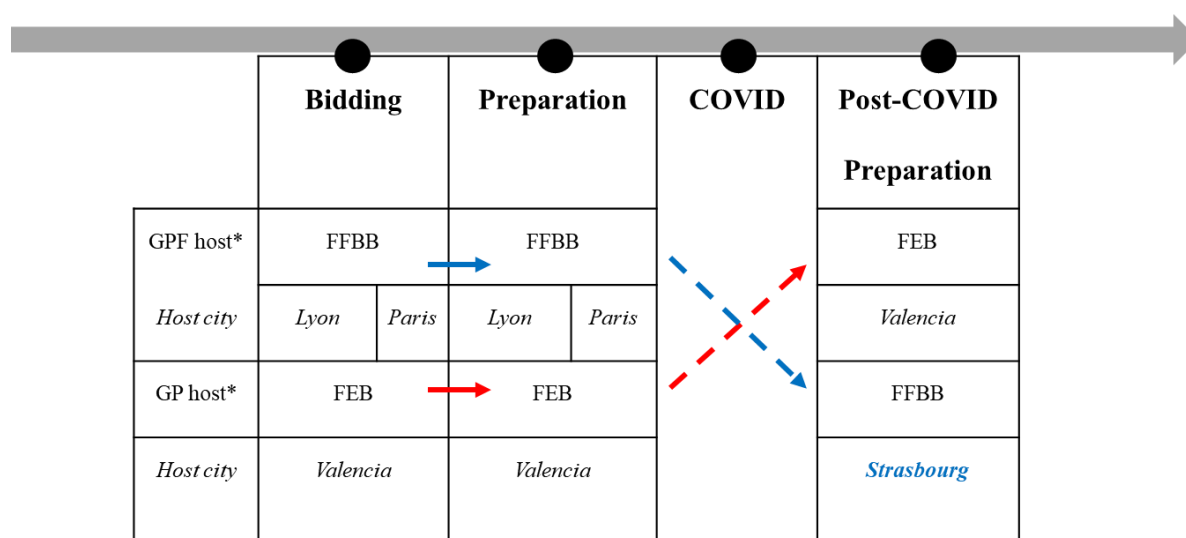 Bidding Preparation COVID Post-COVID
Preparation
GPF host* FFBB FFBB FEB
Host city Lyon Paris Lyon Paris Valencia
GP host* FEB FEB FFBB
Host city Valencia Valencia Strasbourg